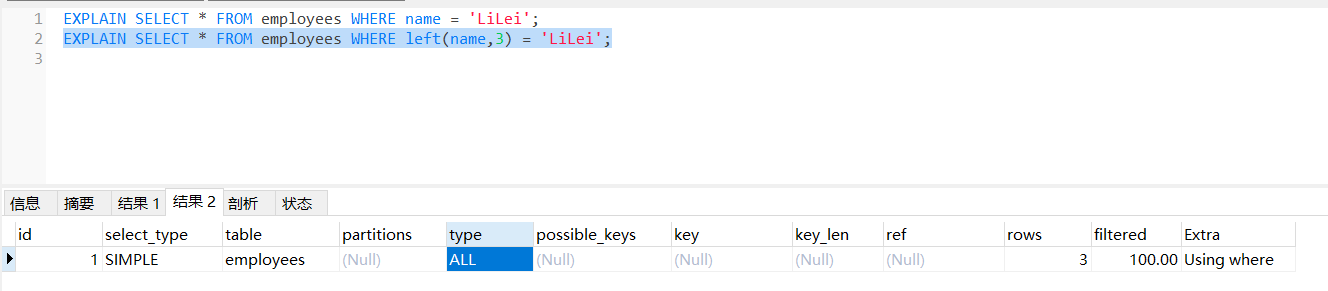 1 EXPLAIN SELECT * FROM employees WHERE name = 'LiLei';
2 EXPLAIN SELECT * FROM employees WHERE left(name,3) = 'LiLei';
3
信息 摘要 结果 1 结果 2 剖析 状态
id select_type table partitions type possible_keys key key_len ref rows filtered Extra
1 SIMPLE employees (Null) ALL (Null) (Null) (Null) (Null) 3 100.00 Using where